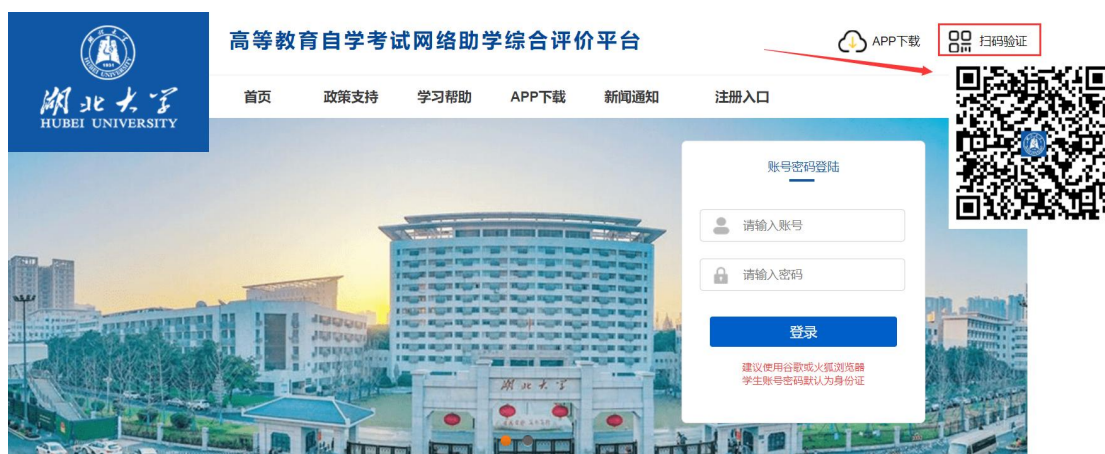 湖北大学
HUBEI UNIVERSITY
高等教育自学考试网络助学综合评价平台
APP下载
扫码验证
首页
政策支持
学习帮助
APP下载
新闻通知
注册入口
账号密码登陆
请输入账号
请输入密码
登录
建议使用谷歌或火狐浏览器
学生账号密码默认为身份证
湖北大学